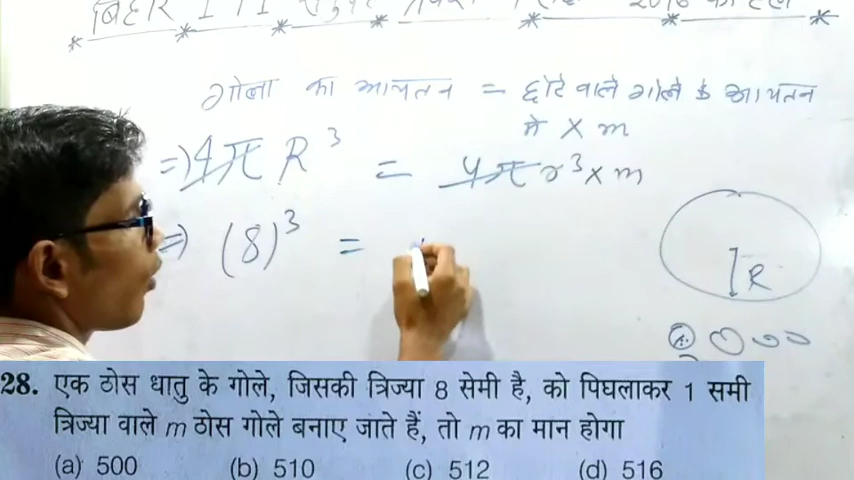 बिहार ITI
गोला का आयतन = छोटे वाले गोले के आयतन
में × m
⇒) 4π R³ = 4π r³ × m
⇒) (8)³ =
R
28. एक ठोस धातु के गोले, जिसकी त्रिज्या 8 सेमी है, को पिघलाकर 1 समी
त्रिज्या वाले m ठोस गोले बनाए जाते हैं, तो m का मान होगा
(a) 500 (b) 510 (c) 512 (d) 516